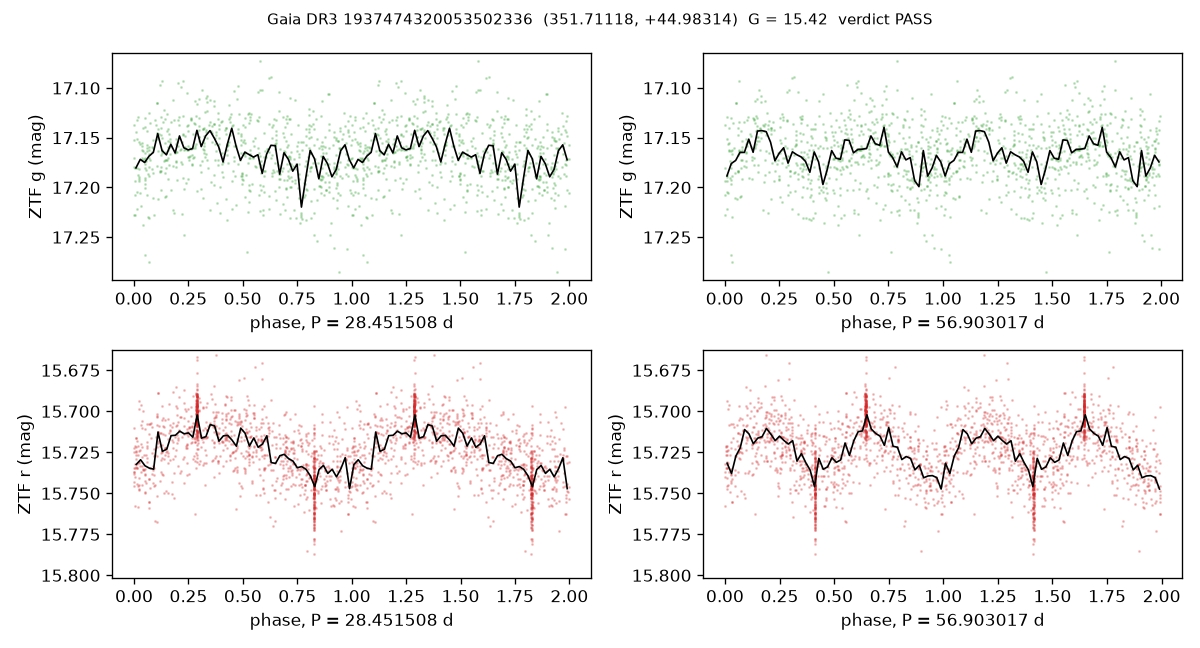 Gaia DR3 1937474320053502336 (351.71118, +44.98314) G = 15.42 verdict PASS
ZTF g (mag)
17.10
17.15
17.20
17.25
0.00 0.25 0.50 0.75 1.00 1.25 1.50 1.75 2.00
phase, P = 28.451508 d
ZTF g (mag)
17.10
17.15
17.20
17.25
0.00 0.25 0.50 0.75 1.00 1.25 1.50 1.75 2.00
phase, P = 56.903017 d
ZTF r (mag)
15.675
15.700
15.725
15.750
15.775
15.800
0.00 0.25 0.50 0.75 1.00 1.25 1.50 1.75 2.00
phase, P = 28.451508 d
ZTF r (mag)
15.675
15.700
15.725
15.750
15.775
15.800
0.00 0.25 0.50 0.75 1.00 1.25 1.50 1.75 2.00
phase, P = 56.903017 d